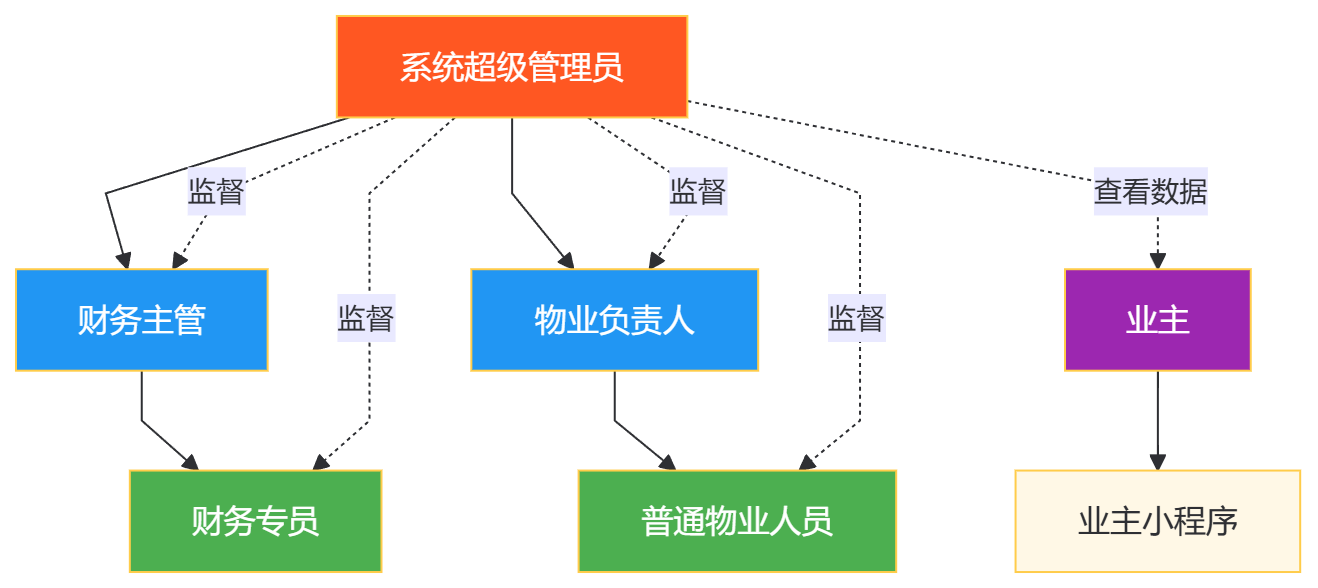 系统超级管理员
监督
监督
查看数据
财务主管
监督
物业负责人
监督
业主
财务专员
普通物业人员
业主小程序